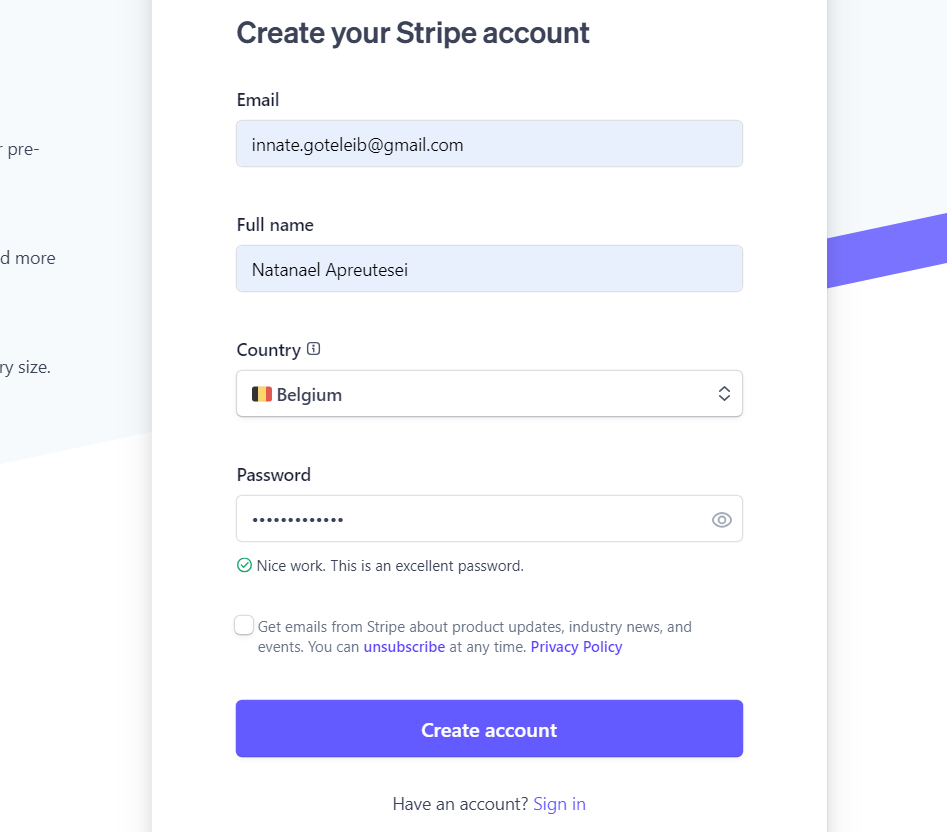 Create your Stripe account
Email
innate.goteleib@gmail.com
r pre-
Full name
d more
Natanael Apreutesei
Country
ry size.
Belgium
Password
•••••••••••••
Nice work. This is an excellent password.
Get emails from Stripe about product updates, industry news, and
events. You can unsubscribe at any time. Privacy Policy
Create account
Have an account? Sign in